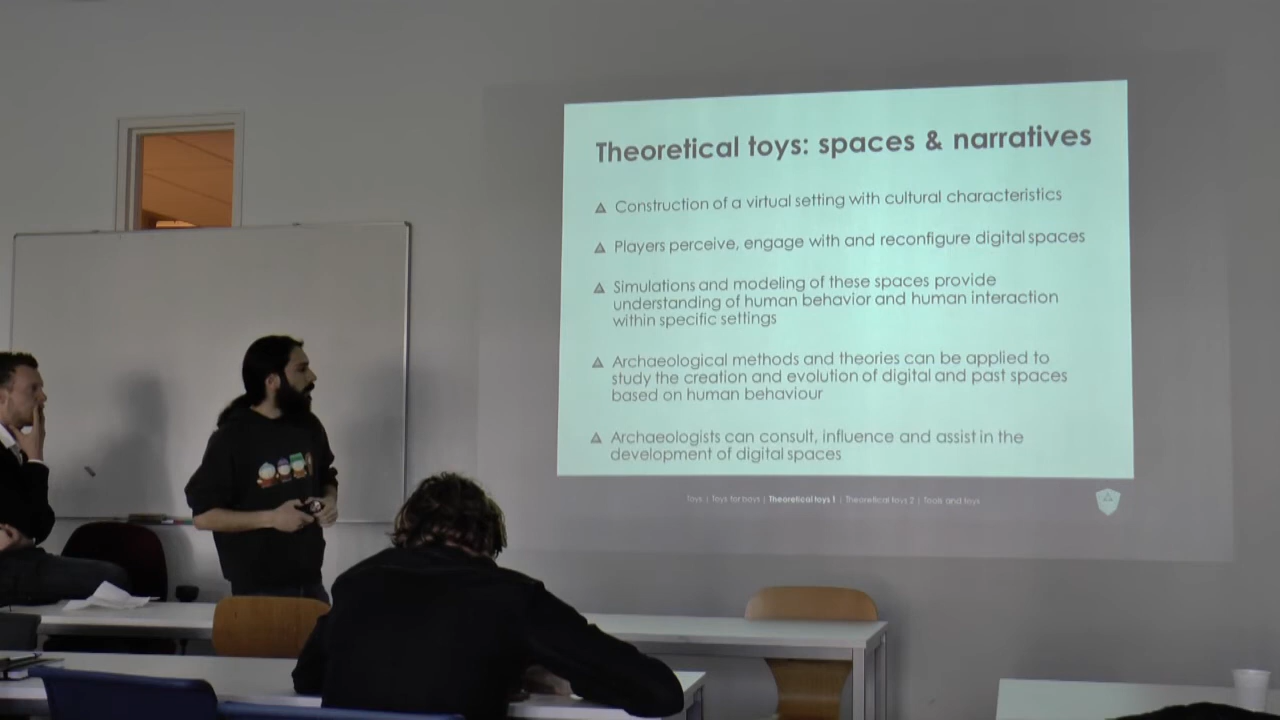 Theoretical toys: spaces & narratives
Construction of a virtual setting with cultural characteristics
Players perceive, engage with and reconfigure digital spaces
Simulations and modeling of these spaces provide
understanding of human behavior and human interaction
within specific settings
Archaeological methods and theories can be applied to
study the creation and evolution of digital and past spaces
based on human behaviour
Archaeologists can consult, influence and assist in the
development of digital spaces
Toys | Toys for boys | Theoretical toys 1 | Theoretical toys 2 | Tools and toys